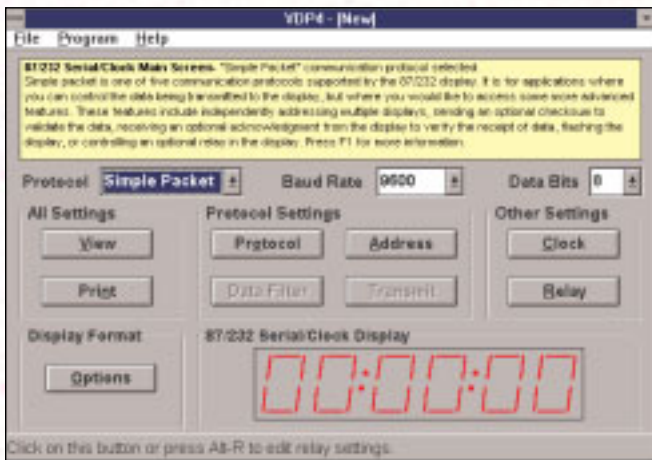 VDP4 - [New]
File Program Help
87/232 Serial/Clock Main Screen- "Simple Packet" communication protocol selected
Simple packet is one of five communication protocols supported by the 87/232 display. It is for applications where
you can control the data being transmitted to the display, but where you would like to access some more advanced
features. These features include independently addressing multiple displays, sending an optional checksum to
validate the data, receiving an optional acknowledgment from the display to verify the receipt of data, flashing the
display, or controlling an optional relay in the display. Press F1 for more information.
Protocol Simple Packet Baud Rate 9600 Data Bits 8
All Settings Protocol Settings Other Settings
View Protocol Address Clock
Print Data Filter Transmit Relay
Display Format 87/232 Serial/Clock Display
Options 00:00:00
Click on this button or press Alt-R to edit relay settings.